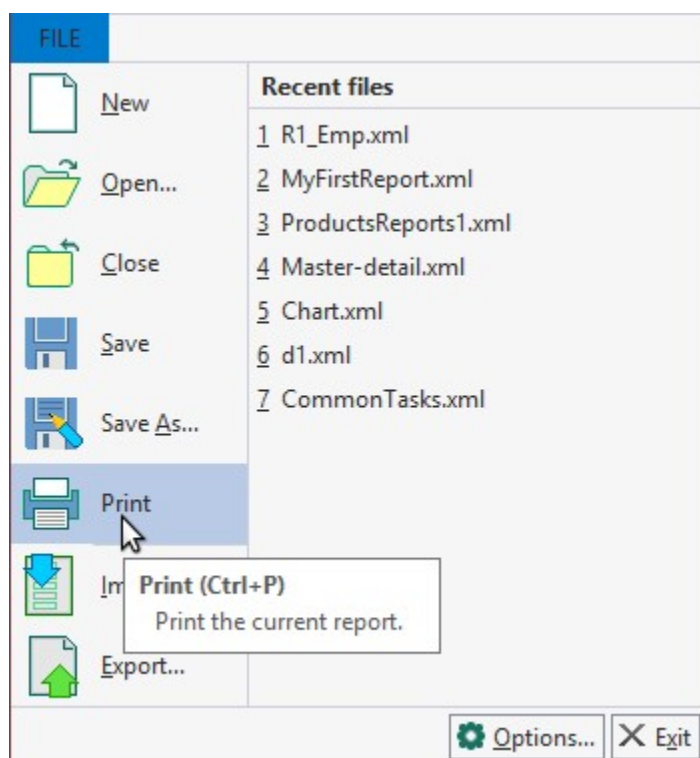 FILE
New
Open...
Close
Save
Save As...
Print
Export...
Recent files
1 R1_Emp.xml
2 MyFirstReport.xml
3 ProductsReports1.xml
4 Master-detail.xml
5 Chart.xml
6 d1.xml
7 CommonTasks.xml
Print (Ctrl+P)
Print the current report.
Options...
Exit